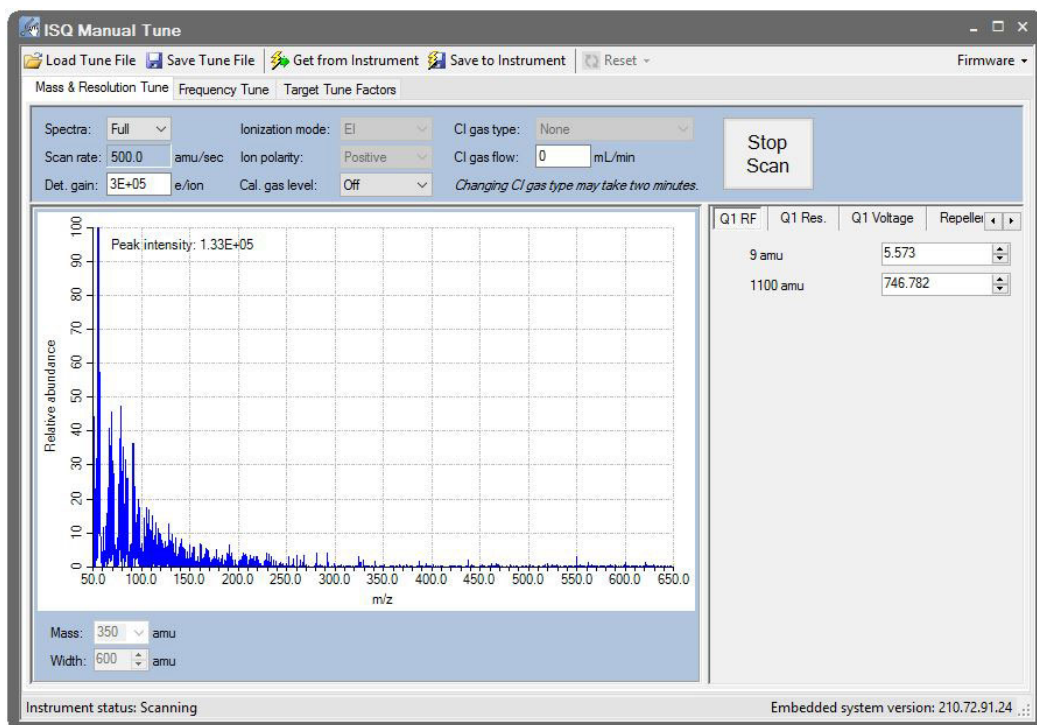 ISQ Manual Tune
Load Tune File Save Tune File Get from Instrument Save to Instrument Reset Firmware
Mass & Resolution Tune Frequency Tune Target Tune Factors
Spectra: Full Ionization mode: EI CI gas type: None
Scan rate: 500.0 amu/sec Ion polarity: Positive CI gas flow: 0 mL/min
Det. gain: 3E+05 e/ion Cal. gas level: Off Changing CI gas type may take two minutes.
Stop
Scan
Peak intensity: 1.33E+05
100
90
80
70
60
50
40
30
20
10
0
Relative abundance
50.0 100.0 150.0 200.0 250.0 300.0 350.0 400.0 450.0 500.0 550.0 600.0 650.0
m/z
Mass: 350 amu
Width: 600 amu
Q1 RF Q1 Res. Q1 Voltage Repeller
9 amu 5.573
1100 amu 746.782
Instrument status: Scanning Embedded system version: 210.72.91.24